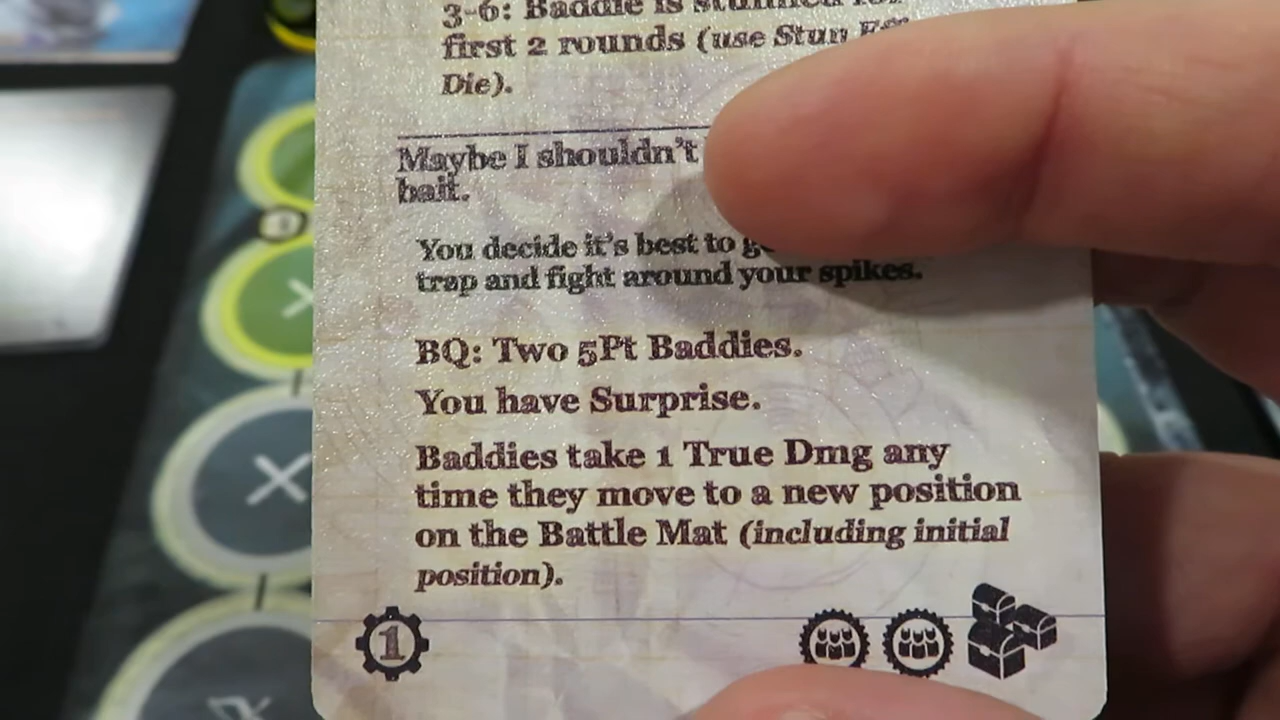 3-6: Baddie is stunned for
first 2 rounds (use Stun
Die).
Maybe I shouldn't
bait.
You decide it's best to
trap and fight around your spikes.
BQ: Two 5Pt Baddies.
You have Surprise.
Baddies take 1 True Dmg any
time they move to a new position
on the Battle Mat (including initial
position).
1